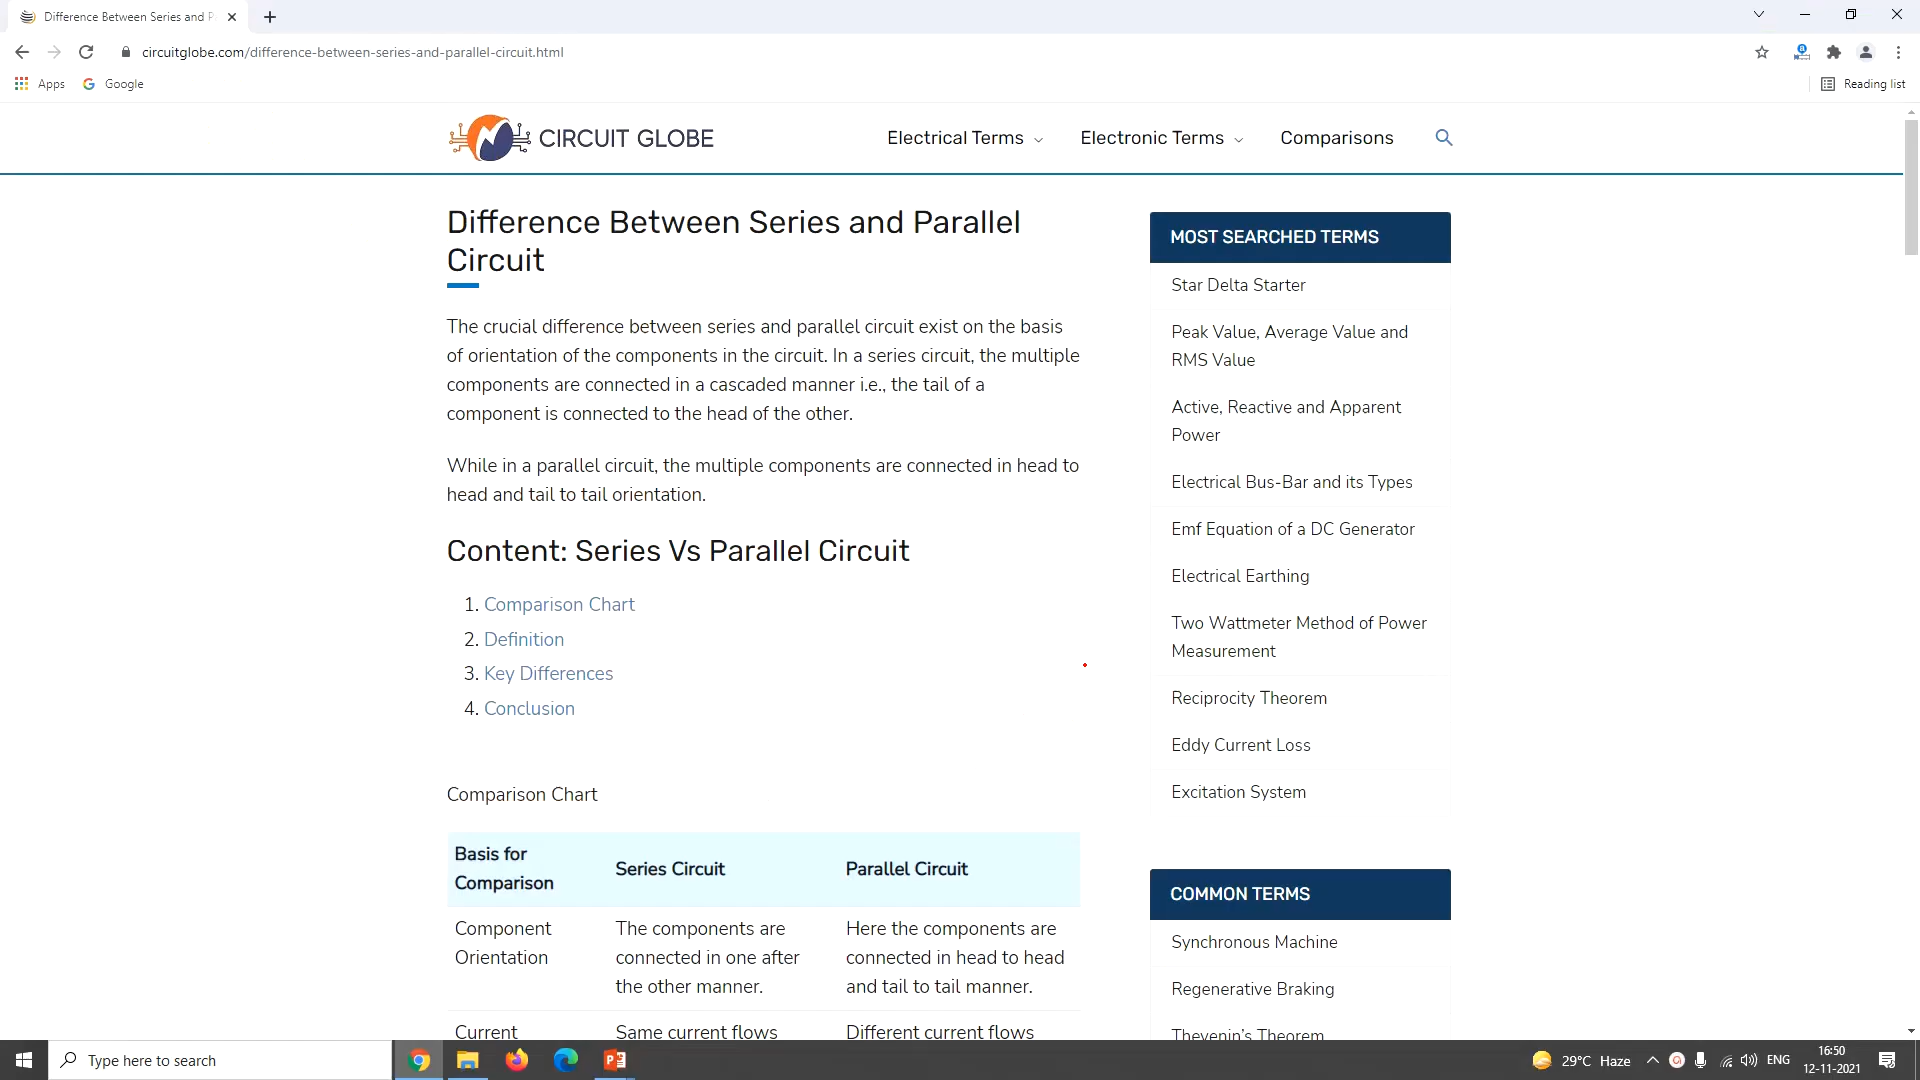 Difference Between Series and P
circuitglobe.com/difference-between-series-and-parallel-circuit.html
Apps Google Reading list
CIRCUIT GLOBE Electrical Terms Electronic Terms Comparisons
Difference Between Series and Parallel
Circuit
The crucial difference between series and parallel circuit exist on the basis
of orientation of the components in the circuit. In a series circuit, the multiple
components are connected in a cascaded manner i.e., the tail of a
component is connected to the head of the other.
While in a parallel circuit, the multiple components are connected in head to
head and tail to tail orientation.
Content: Series Vs Parallel Circuit
1. Comparison Chart
2. Definition
3. Key Differences
4. Conclusion
Comparison Chart
Basis for
Comparison
Series Circuit
Parallel Circuit
Component
Orientation
The components are
connected in one after
the other manner.
Here the components are
connected in head to head
and tail to tail manner.
Current
Same current flows
Different current flows
MOST SEARCHED TERMS
Star Delta Starter
Peak Value, Average Value and
RMS Value
Active, Reactive and Apparent
Power
Electrical Bus-Bar and its Types
Emf Equation of a DC Generator
Electrical Earthing
Two Wattmeter Method of Power
Measurement
Reciprocity Theorem
Eddy Current Loss
Excitation System
COMMON TERMS
Synchronous Machine
Regenerative Braking
Thevenin's Theorem
Type here to search
29°C Haze
ENG
16:50
12-11-2021